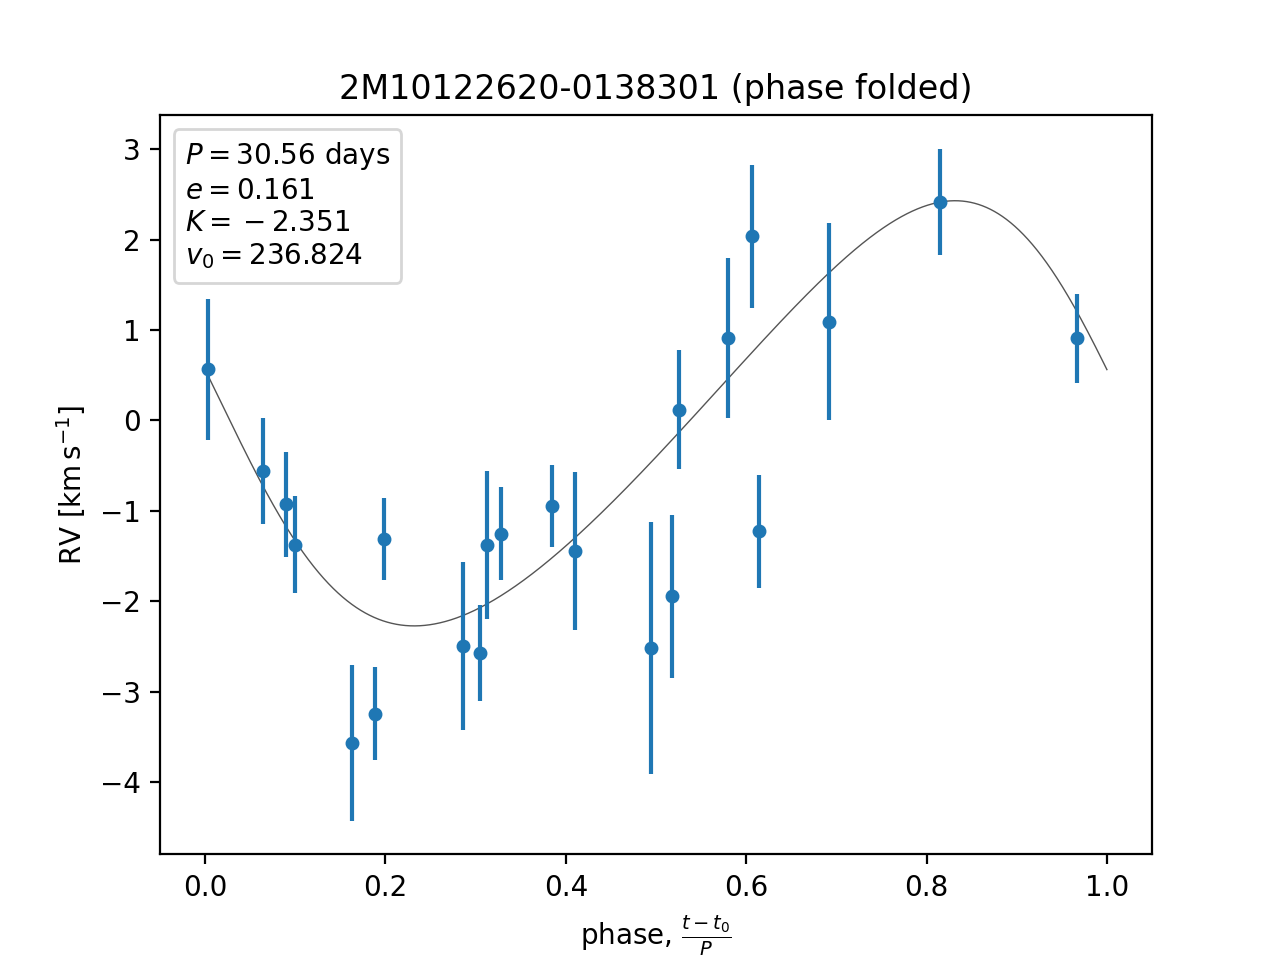 2M10122620-0138301 (phase folded)
P = 30.56 days
e = 0.161
K = −2.351
v₀ = 236.824
3
2
1
0
−1
−2
−3
−4
RV [km s⁻¹]
0.0 0.2 0.4 0.6 0.8 1.0
phase, (t − t₀)/P